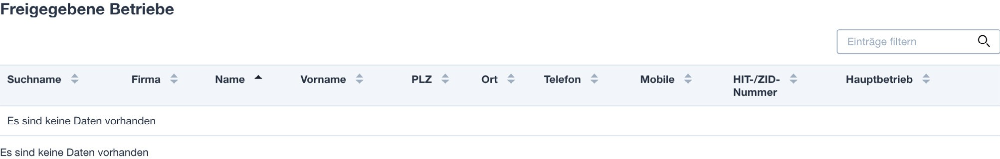 Freigegebene Betriebe
Einträge filtern
Suchname Firma Name Vorname PLZ Ort Telefon Mobile HIT-/ZID-Nummer Hauptbetrieb
Es sind keine Daten vorhanden
Es sind keine Daten vorhanden